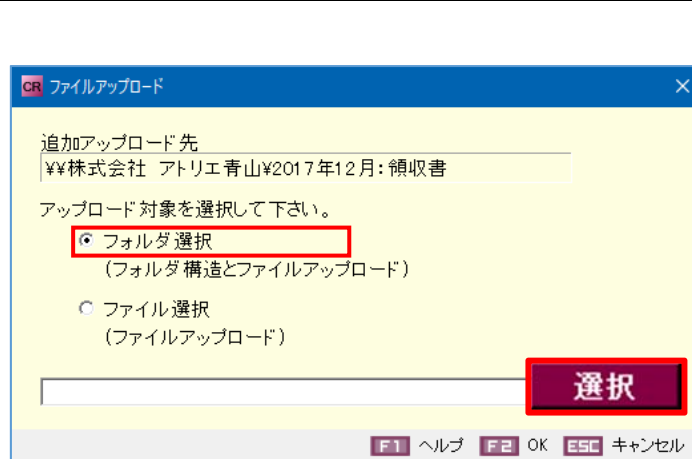 CR ファイルアップロード ×
追加アップロード先
¥¥株式会社 アトリエ青山¥2017年12月:領収書
アップロード対象を選択して下さい。
フォルダ選択
(フォルダ構造とファイルアップロード)
ファイル選択
(ファイルアップロード)
選択
F1 ヘルプ F2 OK ESC キャンセル